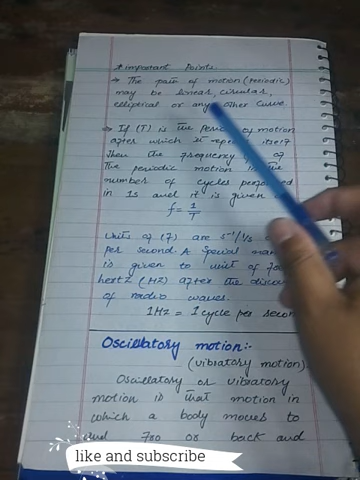 * important Points
→ The path of motion (Periodic)
may be linear, circular,
elliptical or any other curve.
→ If (T) is the Period of motion
after which it repeats itself
Then the frequency of
The periodic motion is the
number of cycles performed
in 1s and it is given
f = 1/T
Units of (f) are s⁻¹/1/s
per second. A Special name
is given to unit of
hertz (HZ) after the
of radio waves.
1HZ = 1 cycle per second
Oscillatory motion:-
(vibratory motion)
Oscillatory or vibratory
motion is that motion in
which a body moves to
and fro or back and
like and subscribe